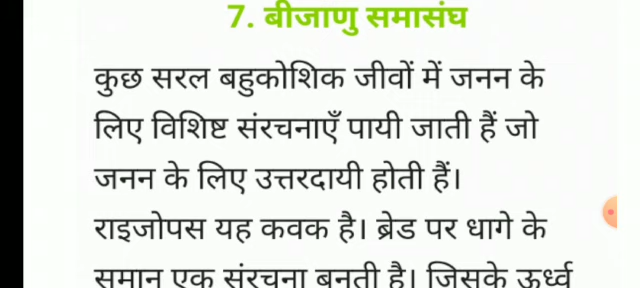 7. बीजाणु समासंघ
कुछ सरल बहुकोशिक जीवों में जनन के
लिए विशिष्ट संरचनाएँ पायी जाती हैं जो
जनन के लिए उत्तरदायी होती हैं।
राइजोपस यह कवक है। ब्रेड पर धागे के
समान एक संरचना बनती है। जिसके ऊर्ध्व